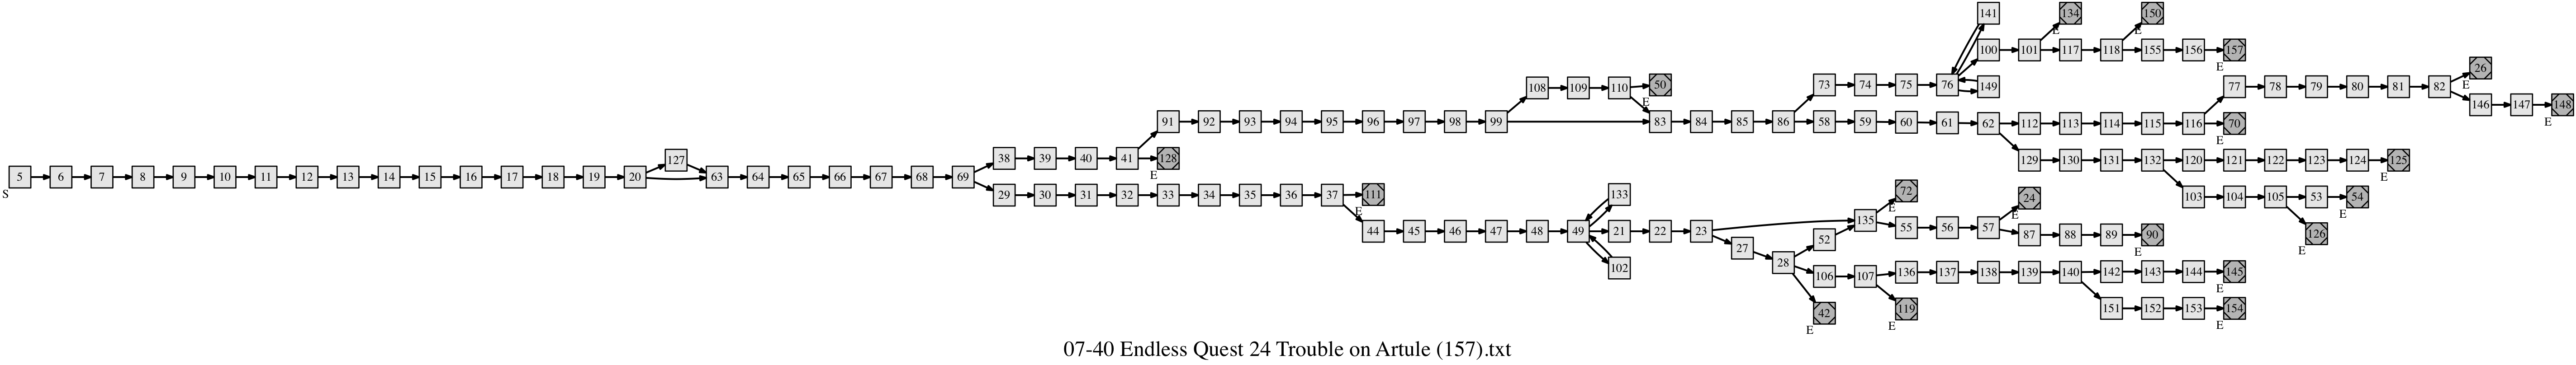 141 134 150
E E
100 101 117 118 155 156 157
E
26
E
108 109 110 50 73 74 75 76 149 77 78 79 80 81 82
E
146 147 148
E
91 92 93 94 95 96 97 98 99 83 84 85 86 58 59 60 61 62 112 113 114 115 116 70
E
127 38 39 40 41 128 129 130 131 132 120 121 122 123 124 125
E E
5 6 7 8 9 10 11 12 13 14 15 16 17 18 19 20 63 64 65 66 67 68 69
S
29 30 31 32 33 34 35 36 37 111 133 72 24 103 104 105 53 54
E E E E
44 45 46 47 48 49 21 22 23 135 55 56 57 87 88 89 90 126
E E
27 28 52
102 106 107 136 137 138 139 140 142 143 144 145
E
42 119 151 152 153 154
E E E
07-40 Endless Quest 24 Trouble on Artule (157).txt